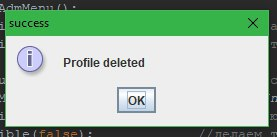 AdmMenu();
success
Profile deleted
OK
ible(false); //делаем